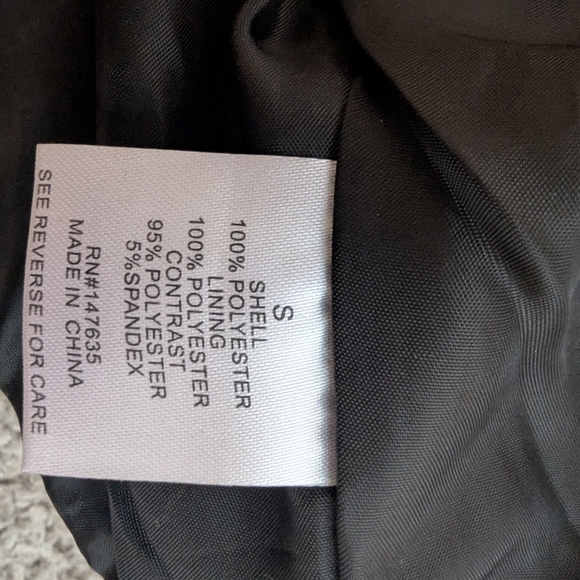 S
SHELL
100% POLYESTER
LINING
100% POLYESTER
CONTRAST
95% POLYESTER
5%SPANDEX
RN#147635
MADE IN CHINA
SEE REVERSE FOR CARE